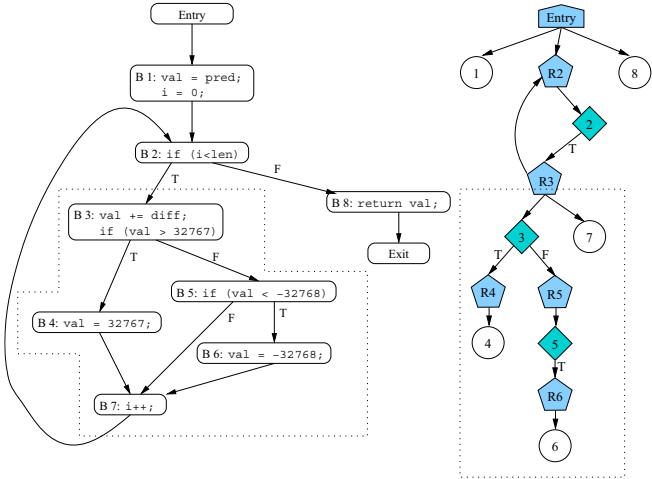 Entry
B 1: val = pred;
i = 0;
B 2: if (i<len)
T
F
B 3: val += diff;
if (val > 32767)
B 8: return val;
T
F
Exit
B 5: if (val < -32768)
B 4: val = 32767;
F
T
B 6: val = -32768;
B 7: i++;
Entry
1
R2
8
2
T
R3
3
7
T
F
R4
R5
4
5
T
R6
6